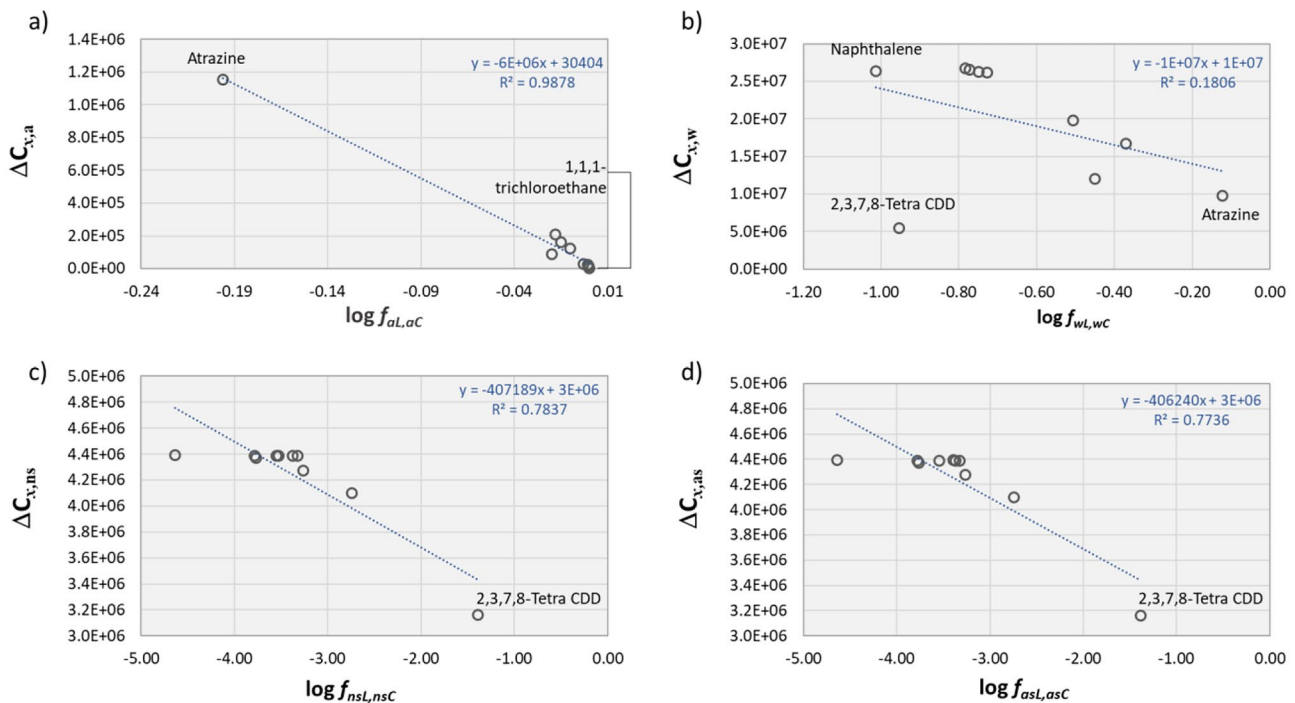 a)
1.4E+06
1.2E+06
1.0E+06
8.0E+05
6.0E+05
4.0E+05
2.0E+05
0.0E+00
ΔCx,a
Atrazine
y = -6E+06x + 30404
R² = 0.9878
1,1,1-
trichloroethane
-0.24 -0.19 -0.14 -0.09 -0.04 0.01
log faL,aC
b)
3.0E+07
2.5E+07
2.0E+07
1.5E+07
1.0E+07
5.0E+06
0.0E+00
ΔCx,w
Naphthalene
y = -1E+07x + 1E+07
R² = 0.1806
2,3,7,8-Tetra CDD
Atrazine
-1.20 -1.00 -0.80 -0.60 -0.40 -0.20 0.00
log fwL,wC
c)
5.0E+06
4.8E+06
4.6E+06
4.4E+06
4.2E+06
4.0E+06
3.8E+06
3.6E+06
3.4E+06
3.2E+06
3.0E+06
ΔCx,ns
y = -407189x + 3E+06
R² = 0.7837
2,3,7,8-Tetra CDD
-5.00 -4.00 -3.00 -2.00 -1.00 0.00
log fnsL,nsC
d)
5.0E+06
4.8E+06
4.6E+06
4.4E+06
4.2E+06
4.0E+06
3.8E+06
3.6E+06
3.4E+06
3.2E+06
3.0E+06
ΔCx,as
y = -406240x + 3E+06
R² = 0.7736
2,3,7,8-Tetra CDD
-5.00 -4.00 -3.00 -2.00 -1.00 0.00
log fasL,asC